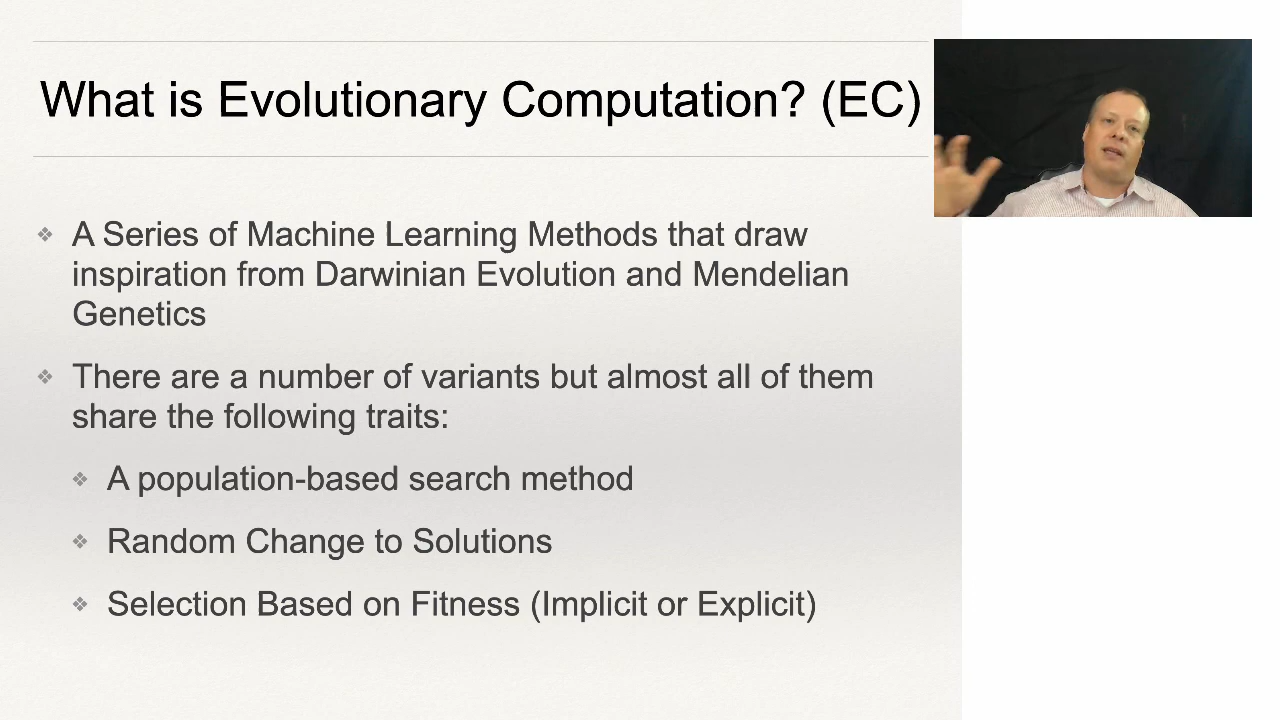 What is Evolutionary Computation? (EC)
A Series of Machine Learning Methods that draw
inspiration from Darwinian Evolution and Mendelian
Genetics
There are a number of variants but almost all of them
share the following traits:
A population-based search method
Random Change to Solutions
Selection Based on Fitness (Implicit or Explicit)